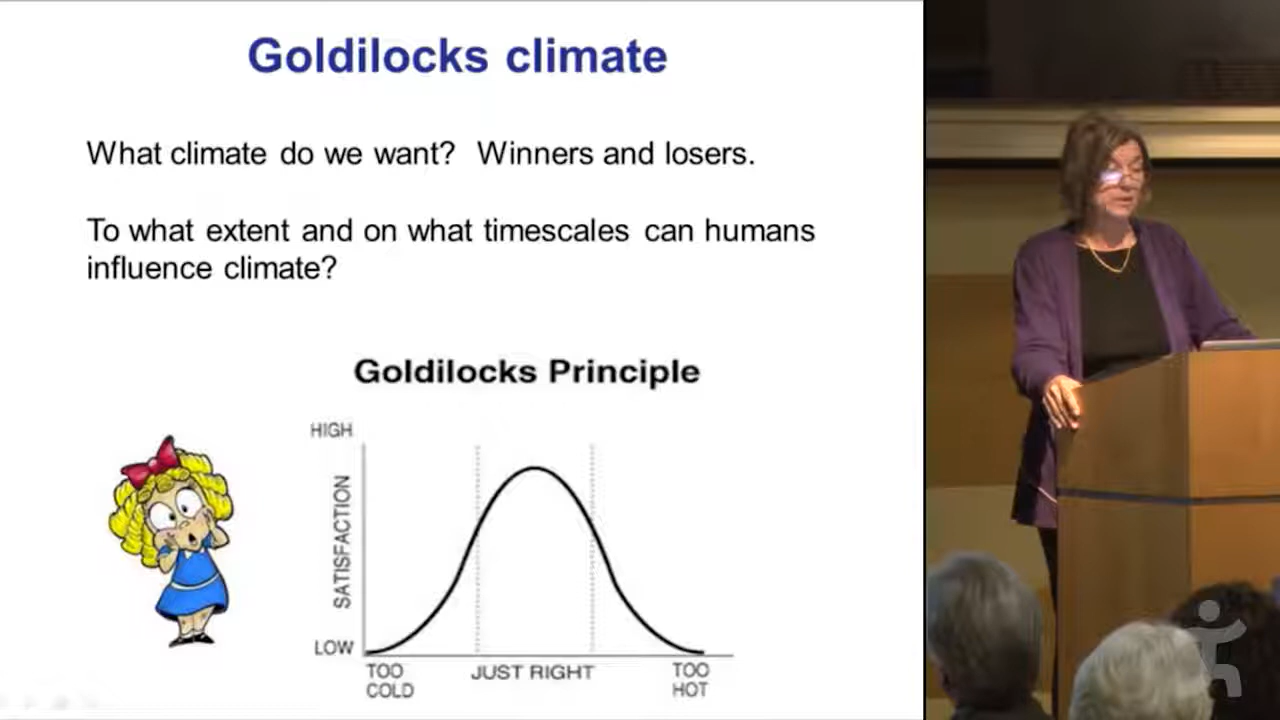 Goldilocks climate
What climate do we want? Winners and losers.
To what extent and on what timescales can humans
influence climate?
Goldilocks Principle
HIGH
SATISFACTION
LOW
TOO
COLD
JUST RIGHT
TOO
HOT